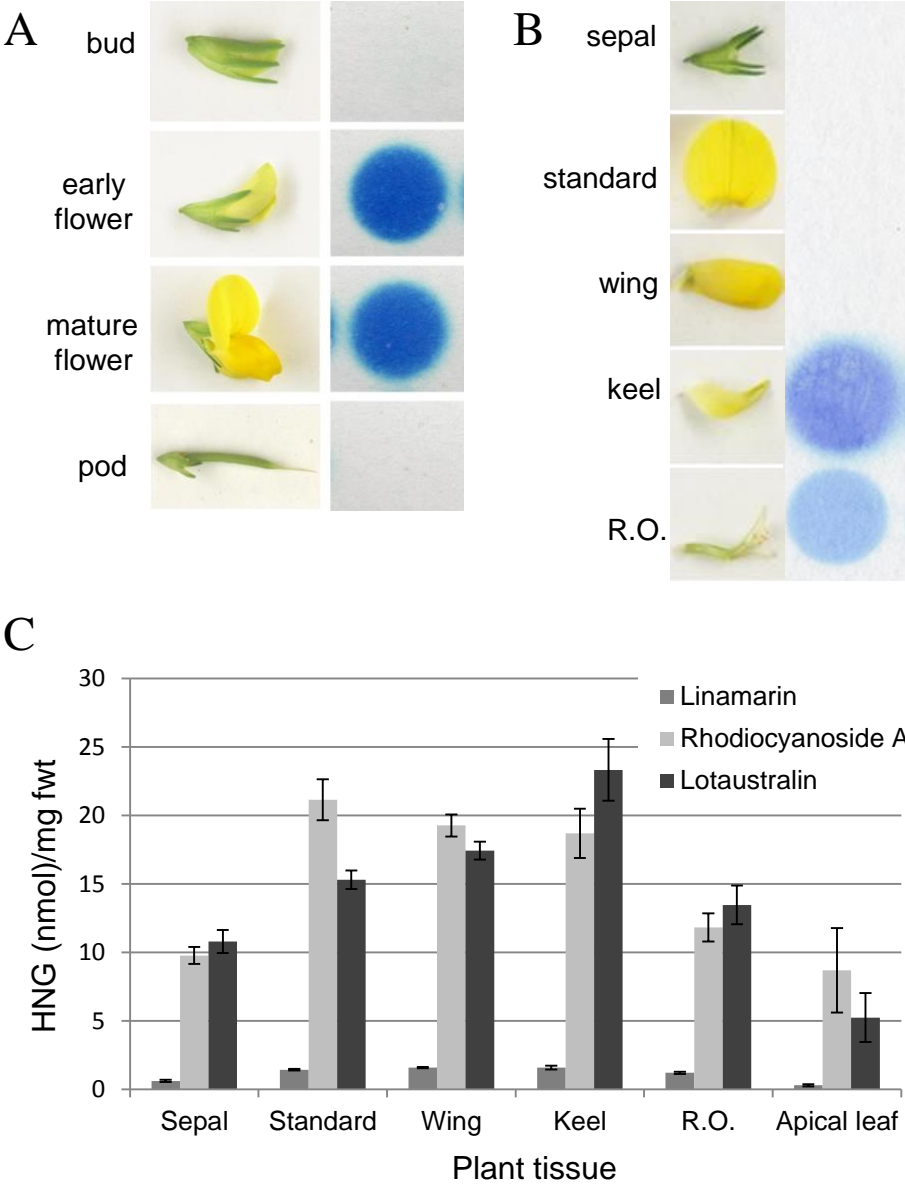 A
bud
early
flower
mature
flower
pod
B
sepal
standard
wing
keel
R.O.
C
HNG (nmol)/mg fwt
30
25
20
15
10
5
0
Linamarin
Rhodiocyanoside A
Lotaustralin
Sepal Standard Wing Keel R.O. Apical leaf
Plant tissue